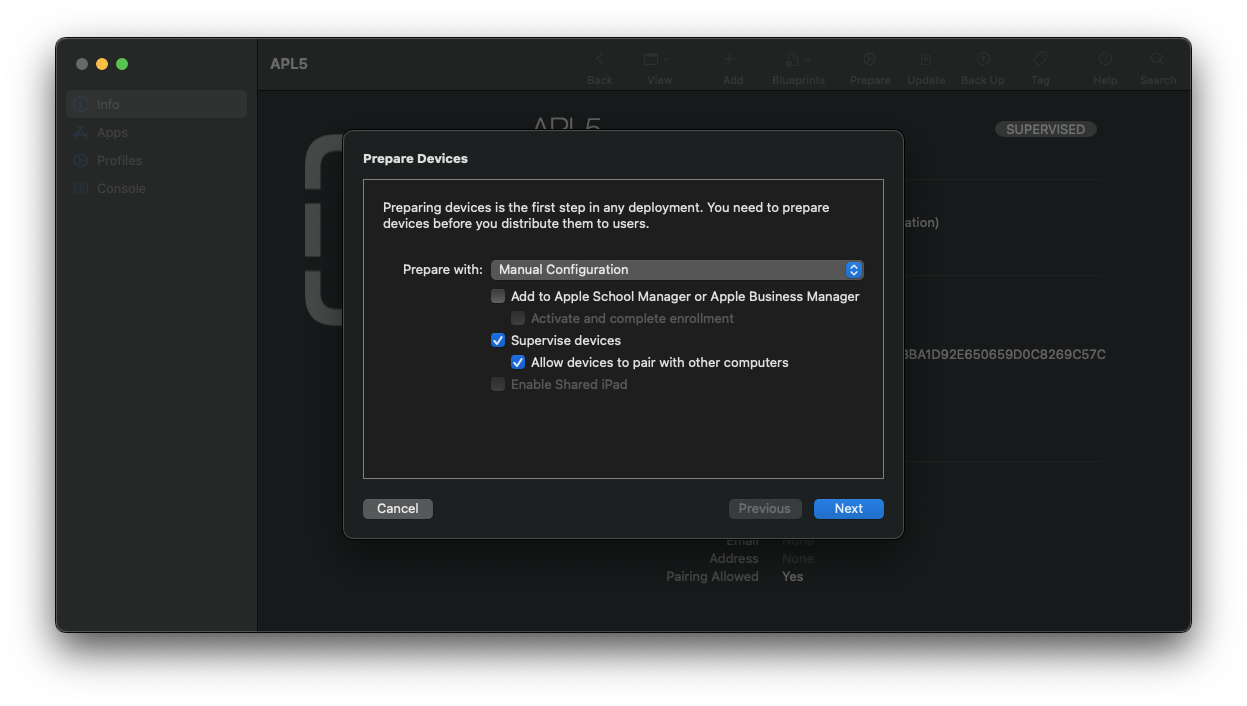 APL5
Back
View
Add
Blueprints
Prepare
Update
Back Up
Tag
Help
Search
Info
Apps
Profiles
Console
APL5
SUPERVISED
Prepare Devices
Preparing devices is the first step in any deployment. You need to prepare
devices before you distribute them to users.
Prepare with: Manual Configuration
Add to Apple School Manager or Apple Business Manager
Activate and complete enrollment
Supervise devices
Allow devices to pair with other computers
Enable Shared iPad
ation)
BA1D92E650659D0C8269C57C
Cancel
Previous
Next
Email None
Address None
Pairing Allowed Yes